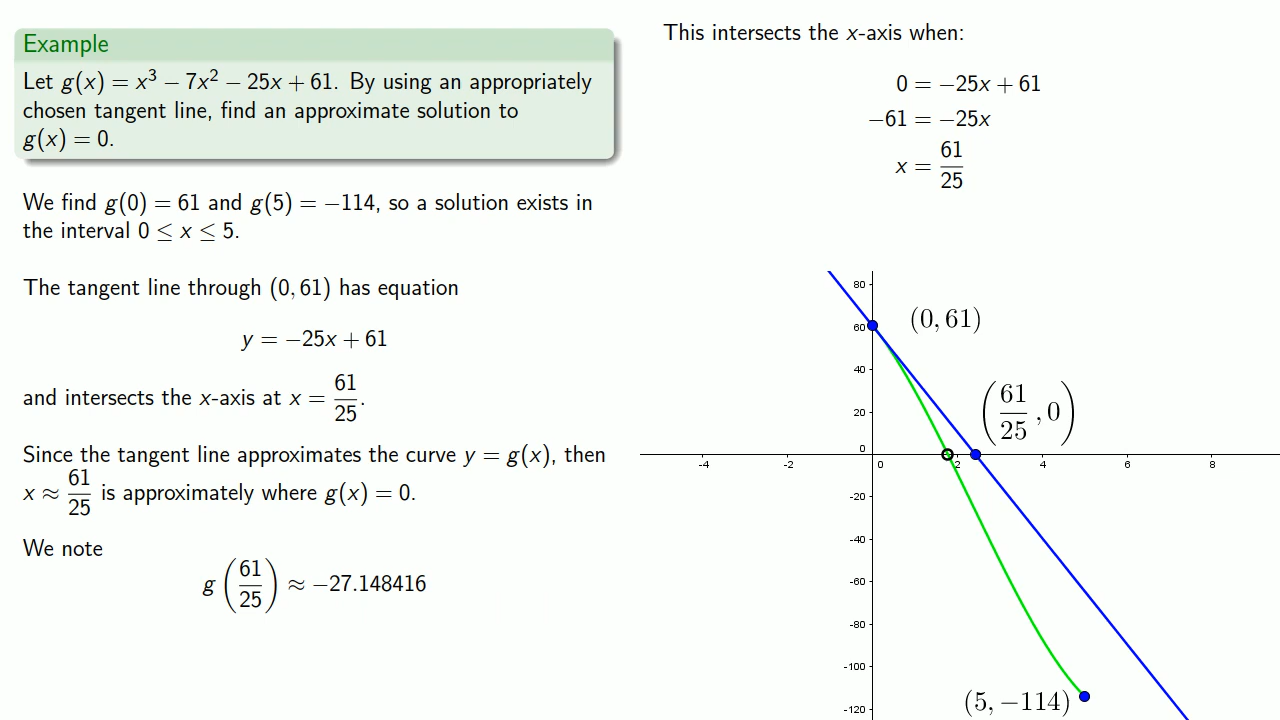 Example
Let g(x) = x³ − 7x² − 25x + 61. By using an appropriately
chosen tangent line, find an approximate solution to
g(x) = 0.
We find g(0) = 61 and g(5) = −114, so a solution exists in
the interval 0 ≤ x ≤ 5.
The tangent line through (0, 61) has equation
y = −25x + 61
and intersects the x-axis at x = 61/25.
Since the tangent line approximates the curve y = g(x), then
x ≈ 61/25 is approximately where g(x) = 0.
We note
g(61/25) ≈ −27.148416
This intersects the x-axis when:
0 = −25x + 61
−61 = −25x
x = 61/25
80
60
40
20
0
-20
-40
-60
-80
-100
-120
-4 -2 0 2 4 6 8
(0, 61)
(61/25, 0)
(5, −114)